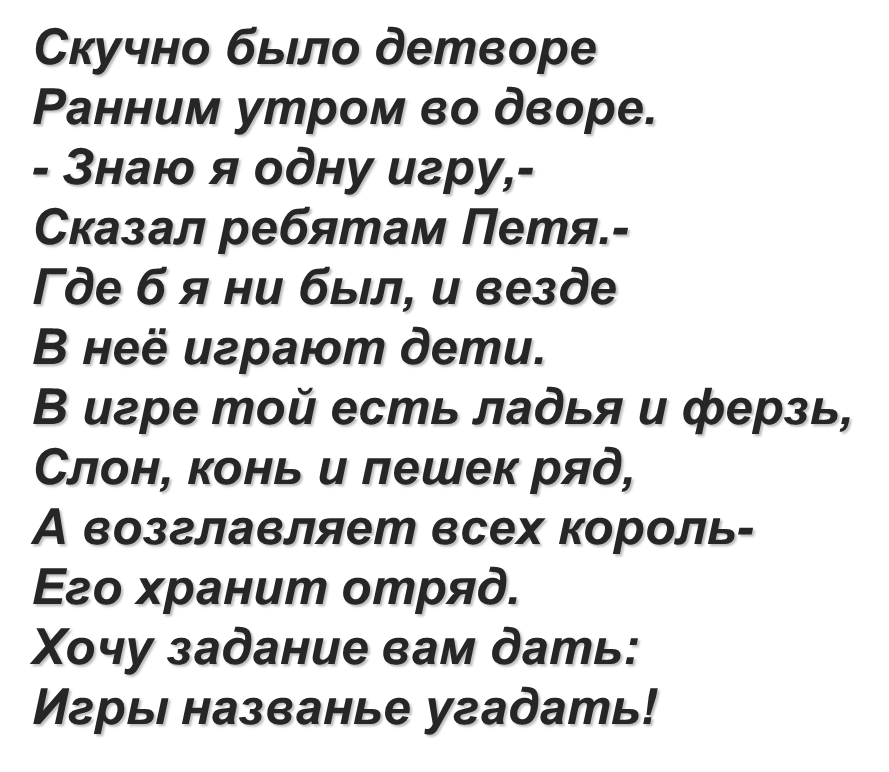 Скучно было детворе
Ранним утром во дворе.
- Знаю я одну игру,-
Сказал ребятам Петя.-
Где б я ни был, и везде
В неё играют дети.
В игре той есть ладья и ферзь,
Слон, конь и пешек ряд,
А возглавляет всех король-
Его хранит отряд.
Хочу задание вам дать:
Игры названье угадать!